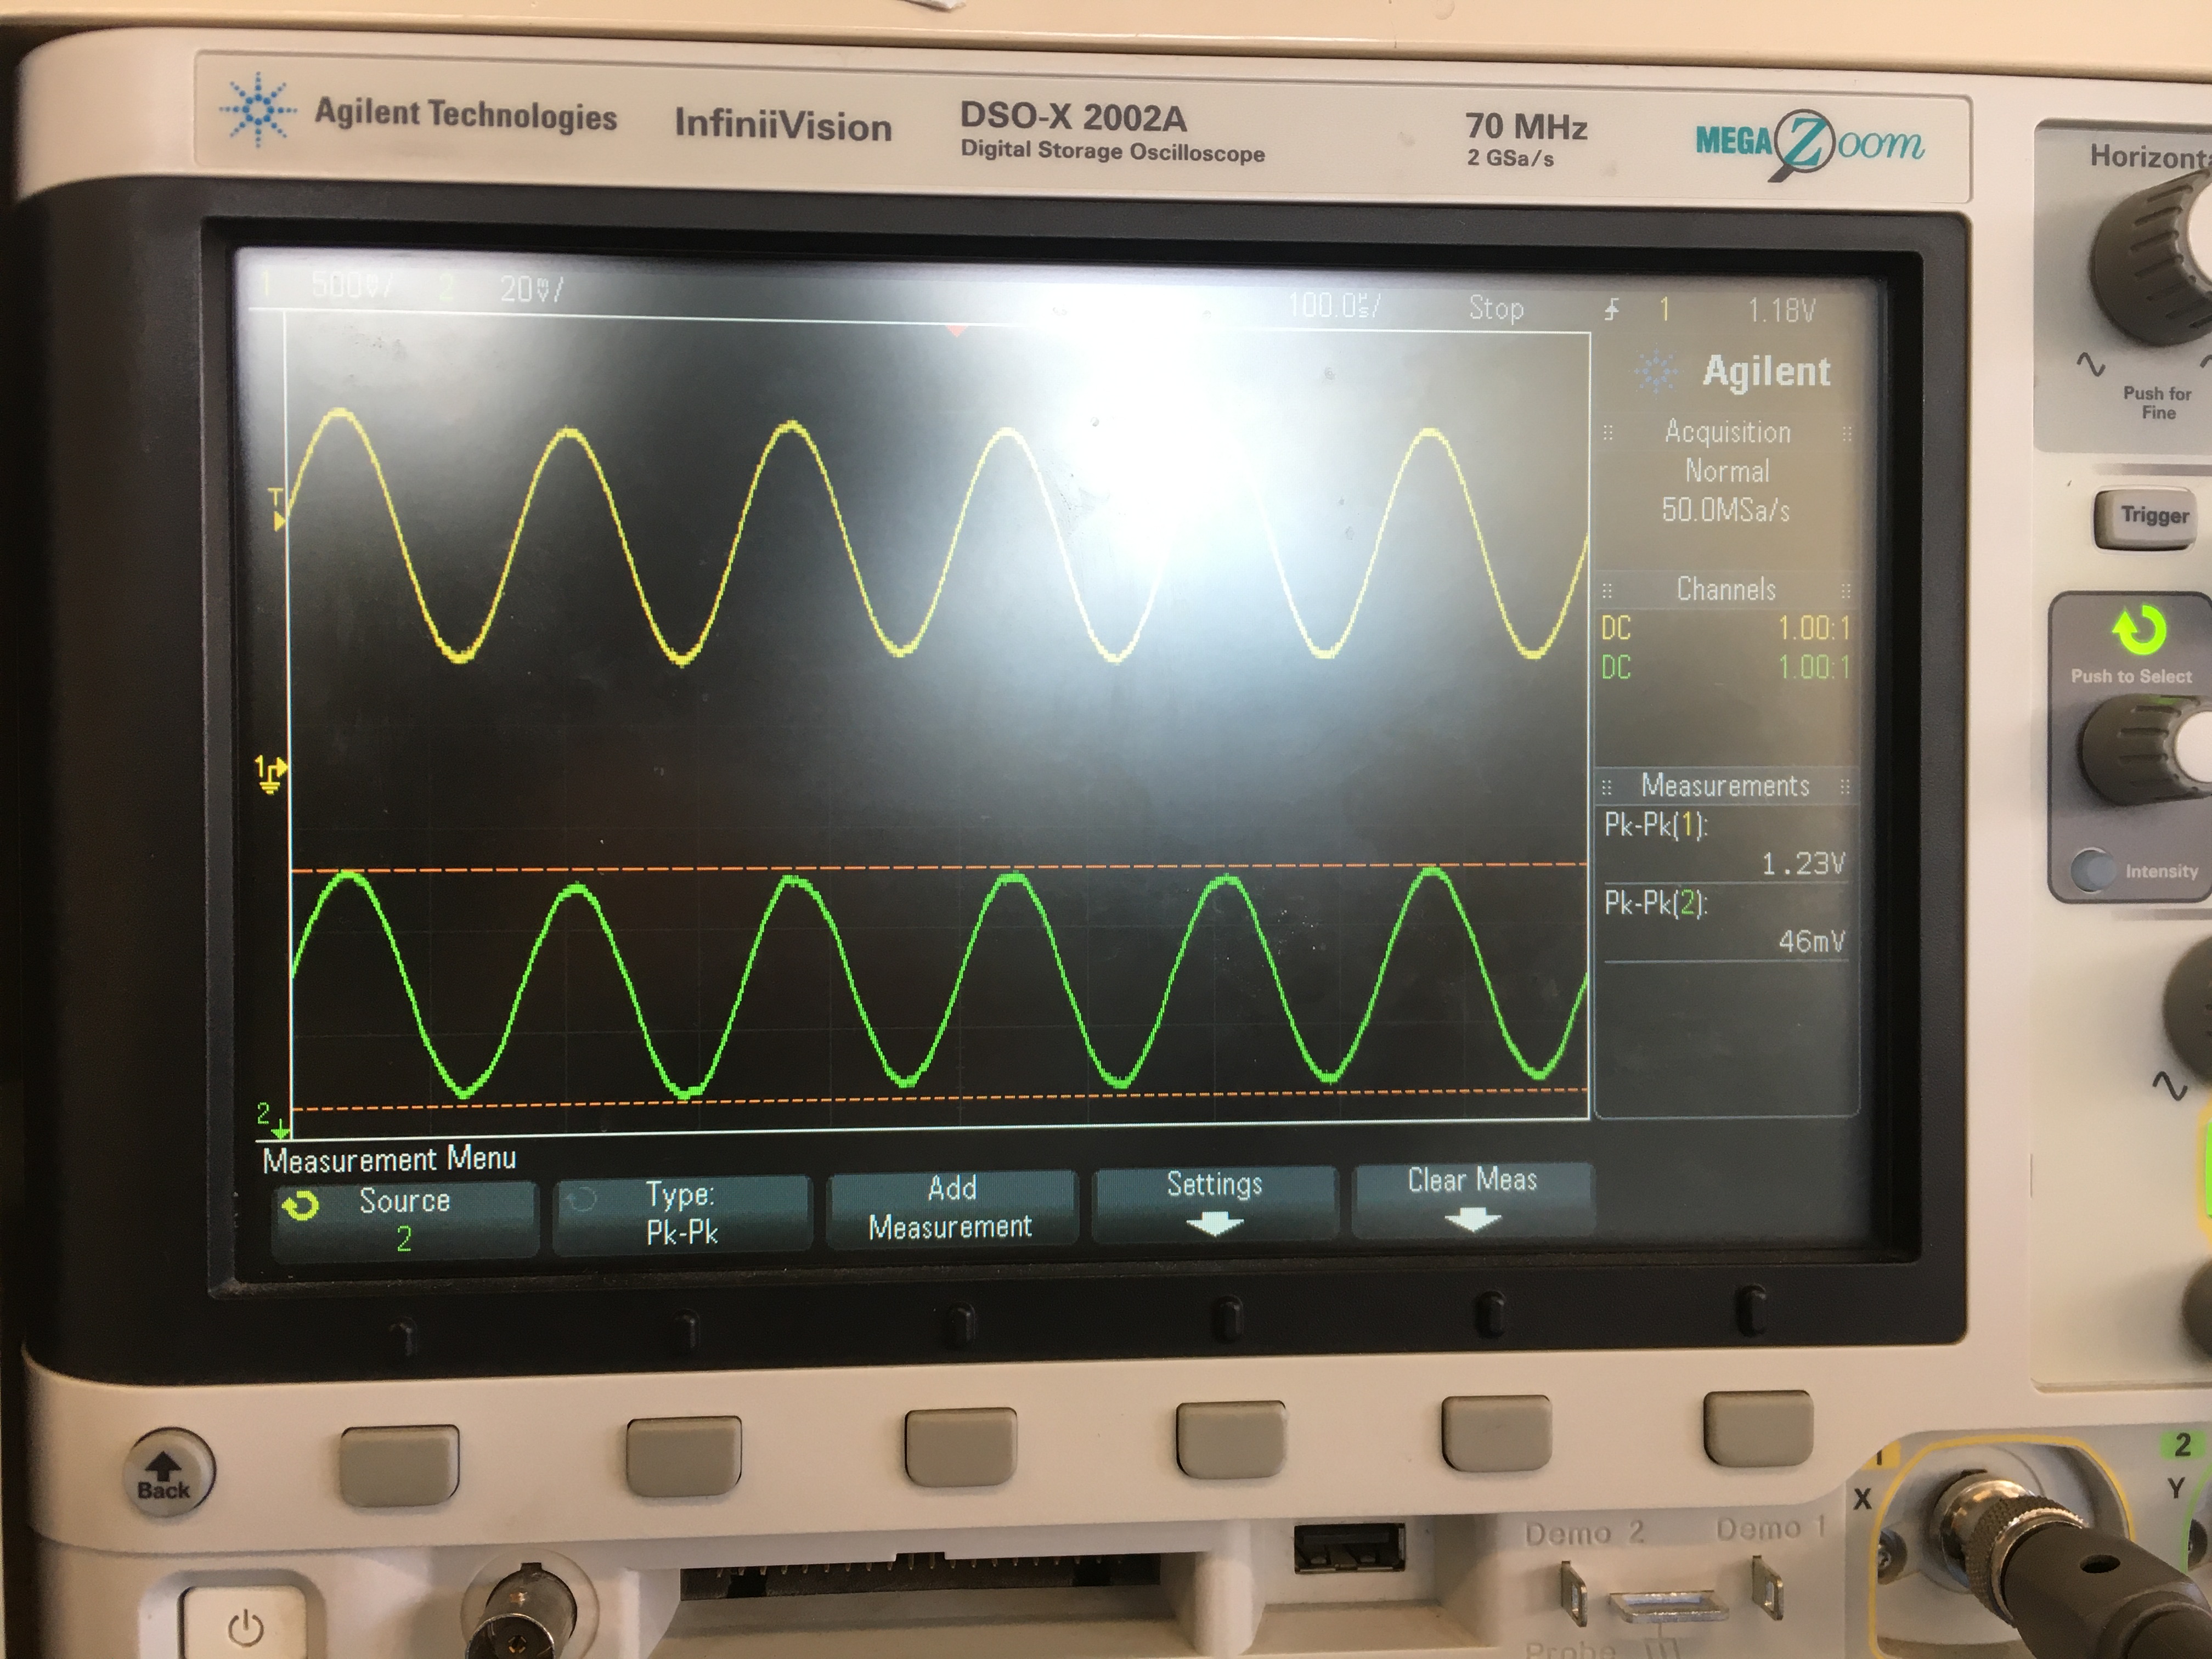 Agilent Technologies InfiniiVision DSO-X 2002A 70 MHz MEGA Zoom
Digital Storage Oscilloscope 2 GSa/s
1 500mV/ 2 20mV/ 100.0µs/ Stop 1 1.18V
Agilent
Acquisition
Normal
50.0MSa/s
Channels
DC 1.00:1
DC 1.00:1
Measurements
Pk-Pk(1):
1.23V
Pk-Pk(2):
46mV
T
1
2
Measurement Menu
Source
2
Type:
Pk-Pk
Add
Measurement
Settings
Clear Meas
Push for
Fine
Trigger
Push to Select
Intensity
Back
Demo 2 Demo 1
Probe
X
2
Y